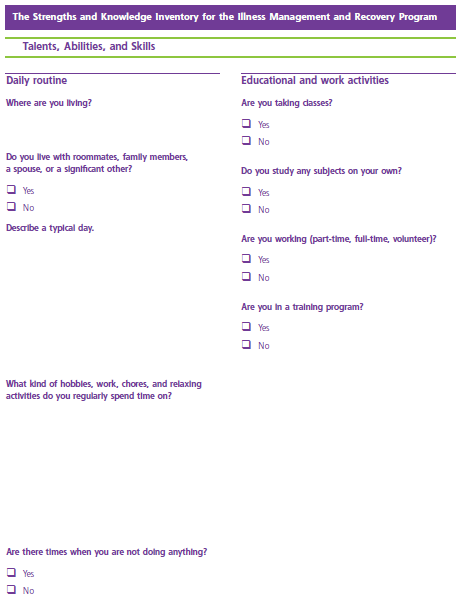 The Strengths and Knowledge Inventory for the Illness Management and Recovery Program
Talents, Abilities, and Skills
Daily routine
Where are you living?
Do you live with roommates, family members,
a spouse, or a significant other?
Yes
No
Describe a typical day.
What kind of hobbies, work, chores, and relaxing
activities do you regularly spend time on?
Are there times when you are not doing anything?
Yes
No
Educational and work activities
Are you taking classes?
Yes
No
Do you study any subjects on your own?
Yes
No
Are you working (part-time, full-time, volunteer)?
Yes
No
Are you in a training program?
Yes
No